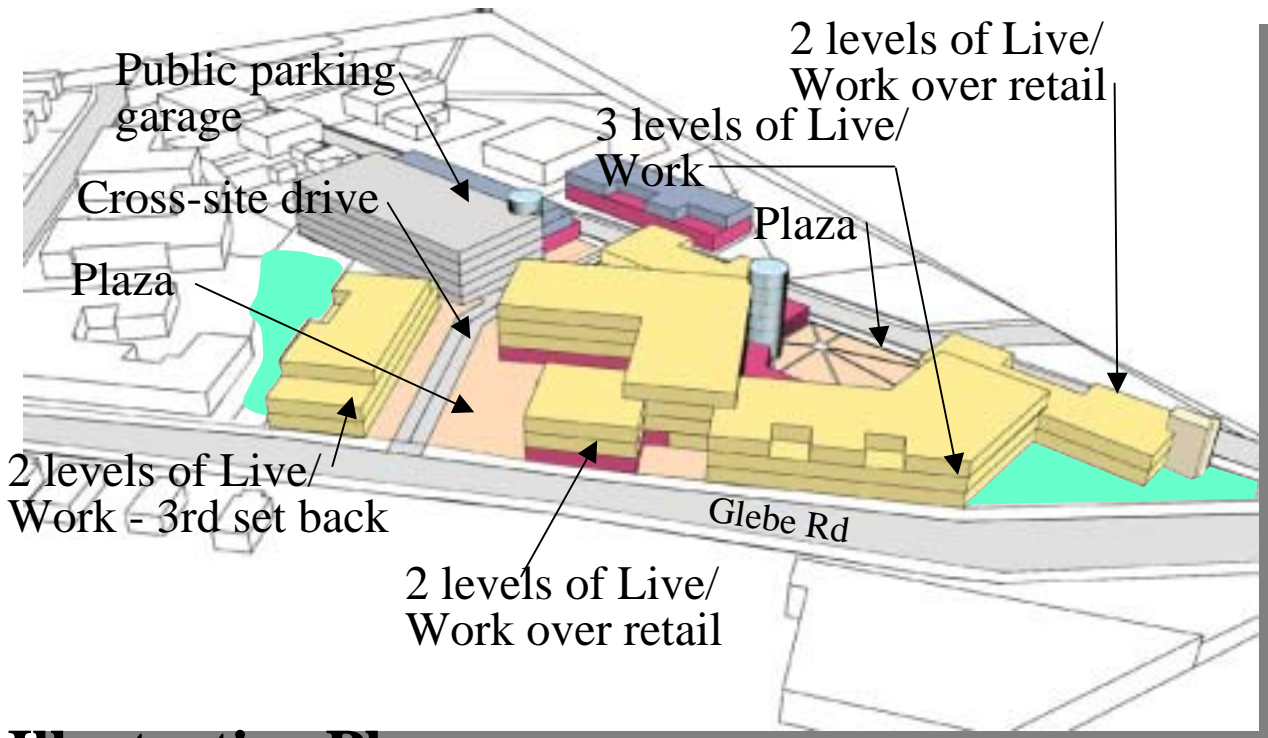 2 levels of Live/
Work over retail
Public parking
garage
3 levels of Live/
Work
Cross-site drive
Plaza
Plaza
2 levels of Live/
Work - 3rd set back
Glebe Rd
2 levels of Live/
Work over retail